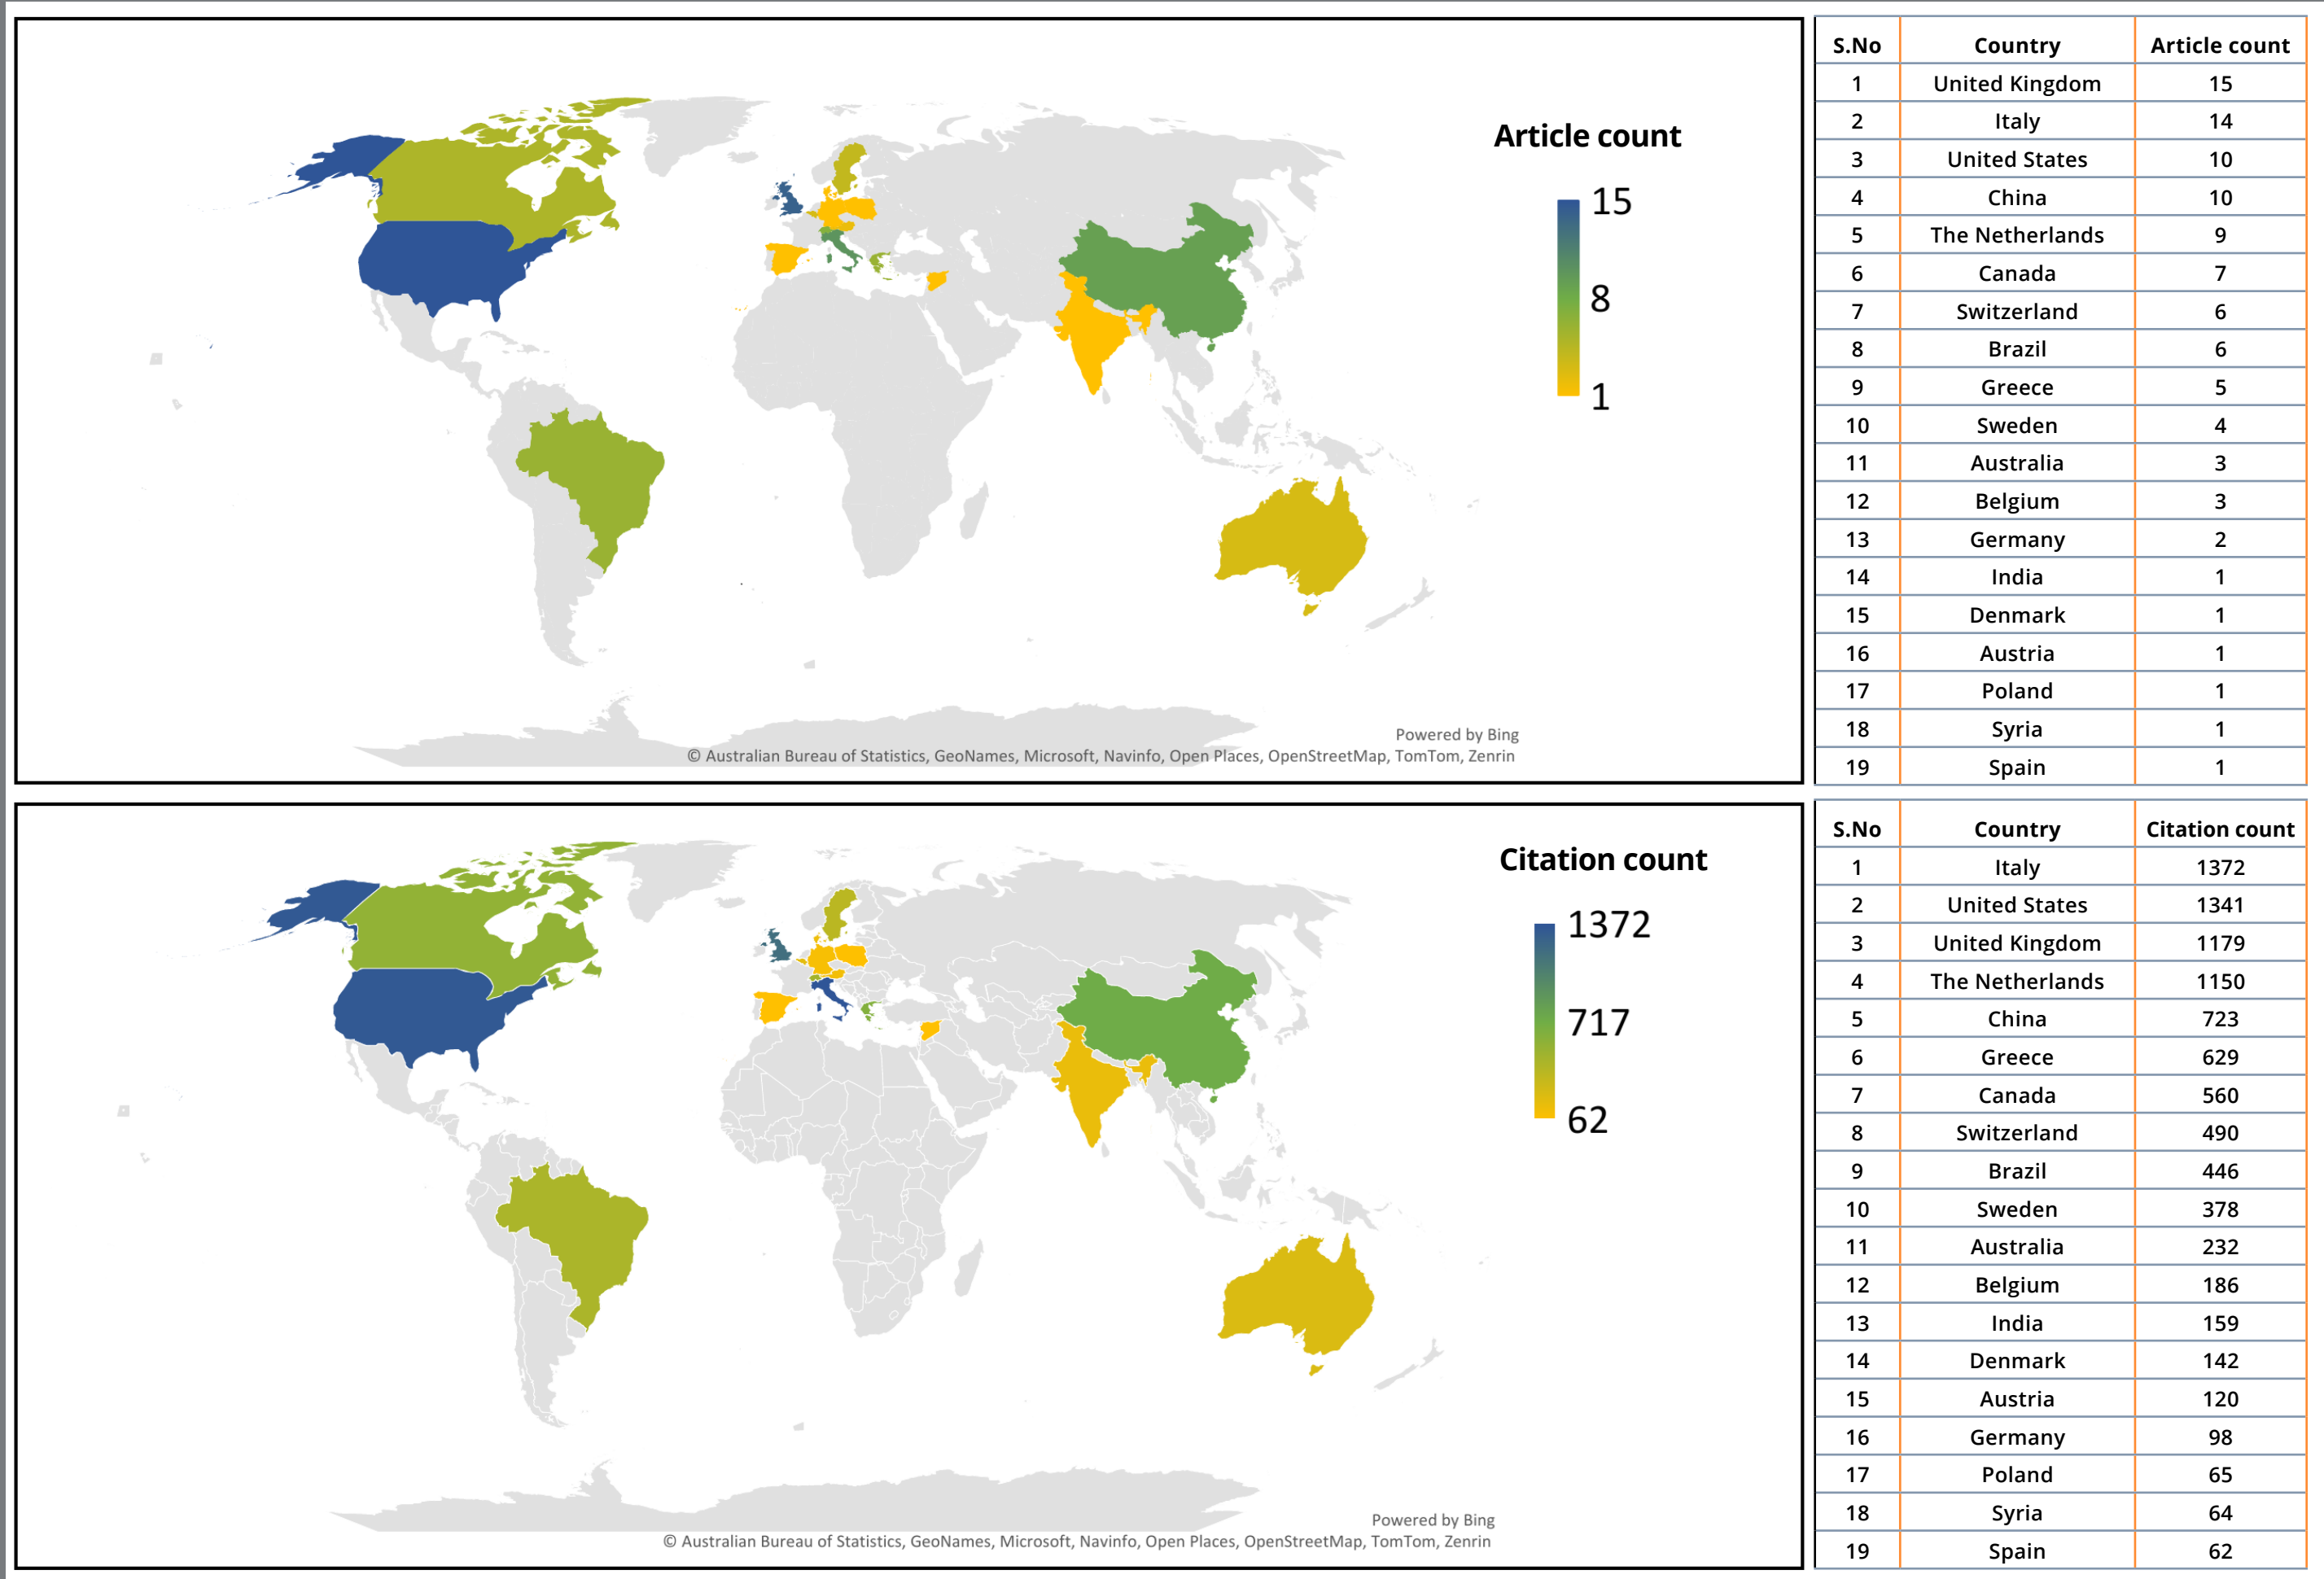 Article count
15
8
1
Powered by Bing
© Australian Bureau of Statistics, GeoNames, Microsoft, Navinfo, Open Places, OpenStreetMap, TomTom, Zenrin
S.No Country Article count
1 United Kingdom 15
2 Italy 14
3 United States 10
4 China 10
5 The Netherlands 9
6 Canada 7
7 Switzerland 6
8 Brazil 6
9 Greece 5
10 Sweden 4
11 Australia 3
12 Belgium 3
13 Germany 2
14 India 1
15 Denmark 1
16 Austria 1
17 Poland 1
18 Syria 1
19 Spain 1
Citation count
1372
717
62
Powered by Bing
© Australian Bureau of Statistics, GeoNames, Microsoft, Navinfo, Open Places, OpenStreetMap, TomTom, Zenrin
S.No Country Citation count
1 Italy 1372
2 United States 1341
3 United Kingdom 1179
4 The Netherlands 1150
5 China 723
6 Greece 629
7 Canada 560
8 Switzerland 490
9 Brazil 446
10 Sweden 378
11 Australia 232
12 Belgium 186
13 India 159
14 Denmark 142
15 Austria 120
16 Germany 98
17 Poland 65
18 Syria 64
19 Spain 62